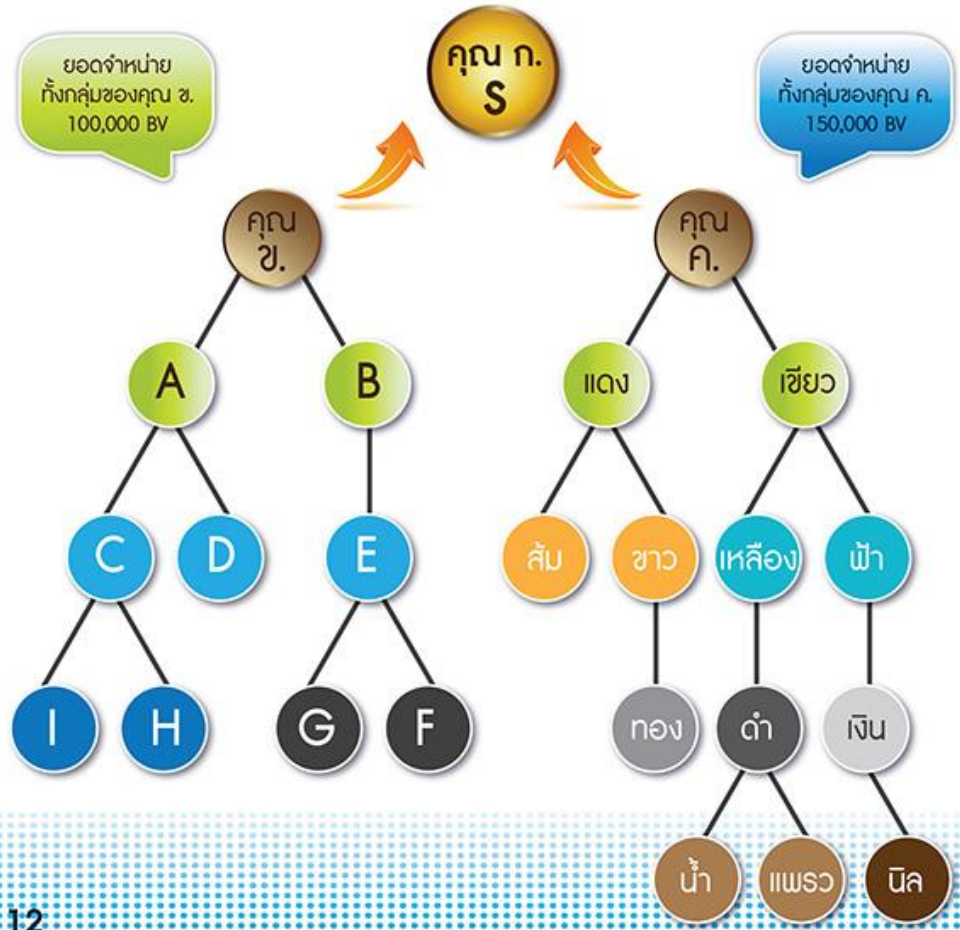 คุณ ก.
S
ยอดจำหน่าย
ทั้งกลุ่มของคุณ ข.
100,000 BV
ยอดจำหน่าย
ทั้งกลุ่มของคุณ ค.
150,000 BV
คุณ
ข.
คุณ
ค.
A
B
แดง
เขียว
C
D
E
ส้ม
ขาว
เหลือง
ฟ้า
I
H
G
F
ทอง
ดำ
เงิน
น้ำ
แพรว
นิล
12